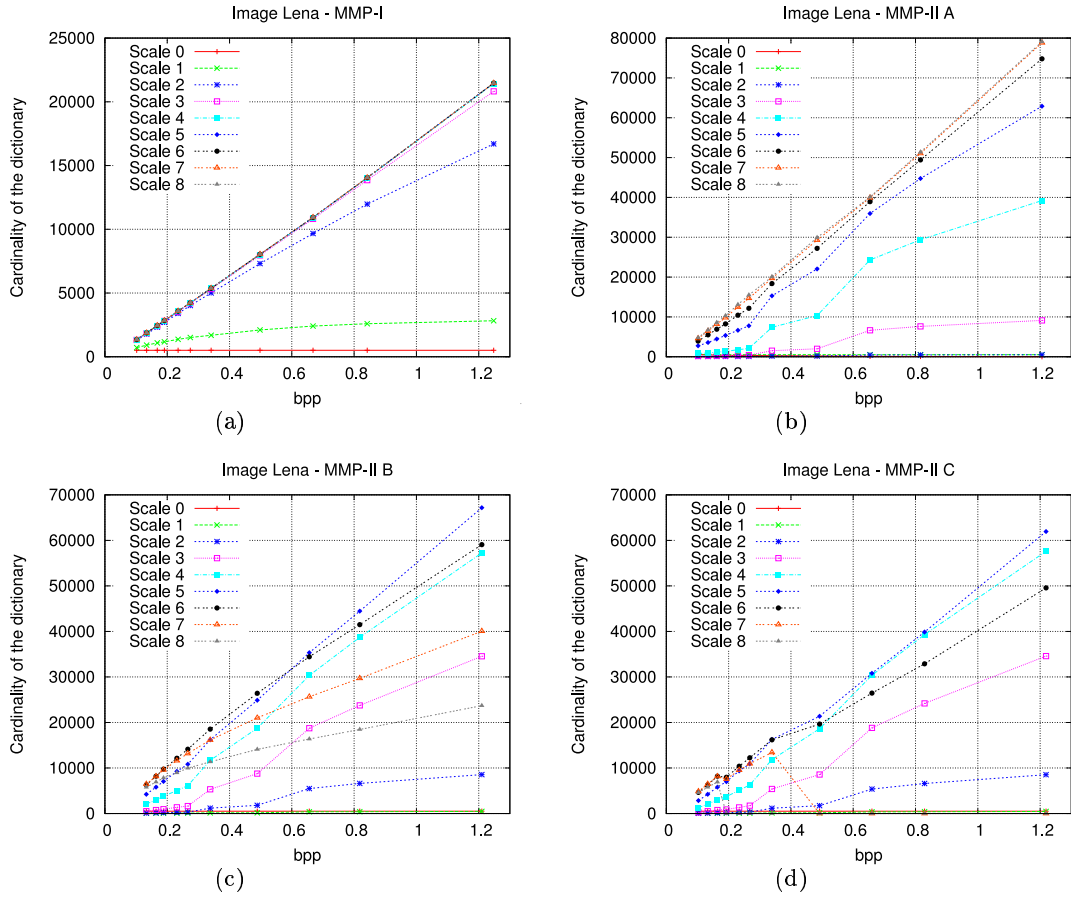 Image Lena - MMP-I
Cardinality of the dictionary
25000
20000
15000
10000
5000
0
Scale 0
Scale 1
Scale 2
Scale 3
Scale 4
Scale 5
Scale 6
Scale 7
Scale 8
0 0.2 0.4 0.6 0.8 1 1.2
bpp
(a)
Image Lena - MMP-II A
Cardinality of the dictionary
80000
70000
60000
50000
40000
30000
20000
10000
0
Scale 0
Scale 1
Scale 2
Scale 3
Scale 4
Scale 5
Scale 6
Scale 7
Scale 8
0 0.2 0.4 0.6 0.8 1 1.2
bpp
(b)
Image Lena - MMP-II B
Cardinality of the dictionary
70000
60000
50000
40000
30000
20000
10000
0
Scale 0
Scale 1
Scale 2
Scale 3
Scale 4
Scale 5
Scale 6
Scale 7
Scale 8
0 0.2 0.4 0.6 0.8 1 1.2
bpp
(c)
Image Lena - MMP-II C
Cardinality of the dictionary
70000
60000
50000
40000
30000
20000
10000
0
Scale 0
Scale 1
Scale 2
Scale 3
Scale 4
Scale 5
Scale 6
Scale 7
Scale 8
0 0.2 0.4 0.6 0.8 1 1.2
bpp
(d)